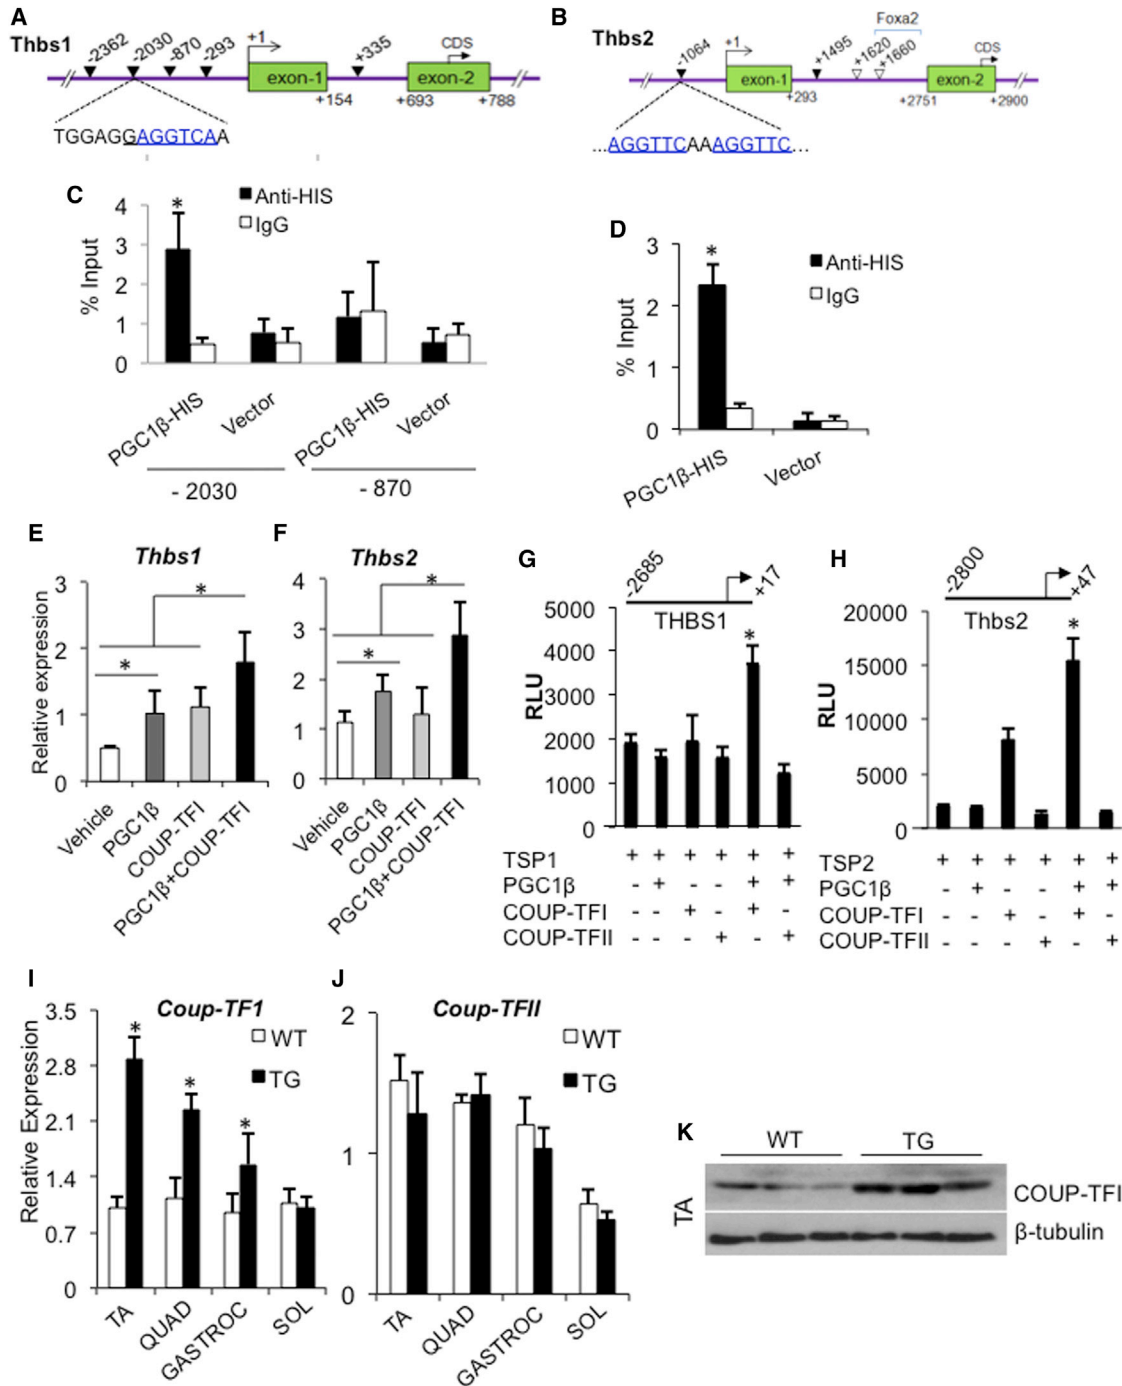 A
Thbs1
-2362
-2030
-870
-293
+1
+335
CDS
exon-1
exon-2
+154
+693
+788
TGGAGGAGGTCAA
B
Thbs2
Foxa2
-1064
+1
+1495
+1620
+1660
CDS
exon-1
exon-2
+293
+2751
+2900
...AGGTTCAAAGGTTC...
C
% Input
4
3
2
1
0
*
Anti-HIS
IgG
PGC1β-HIS
Vector
PGC1β-HIS
Vector
- 2030
- 870
D
% Input
3
2
1
0
*
Anti-HIS
IgG
PGC1β-HIS
Vector
E
Thbs1
Relative expression
3
2
1
0
*
*
Vehicle
PGC1β
COUP-TFI
PGC1β+COUP-TFI
F
Thbs2
4
3
2
1
0
*
*
Vehicle
PGC1β
COUP-TFI
PGC1β+COUP-TFI
G
-2685
+17
THBS1
RLU
5000
4000
3000
2000
1000
0
*
TSP1 + + + + + +
PGC1β - + - - + +
COUP-TFI - - + - + -
COUP-TFII - - - + - +
H
-2800
+47
Thbs2
RLU
20000
15000
10000
5000
0
*
TSP2 + + + + + +
PGC1β - + - - + +
COUP-TFI - - + - + -
COUP-TFII - - - + - +
I
Coup-TF1
Relative Expression
3.5
2.8
2.1
1.4
0.7
0
*
*
*
WT
TG
TA
QUAD
GASTROC
SOL
J
Coup-TFII
2
1
0
WT
TG
TA
QUAD
GASTROC
SOL
K
WT
TG
TA
COUP-TFI
β-tubulin